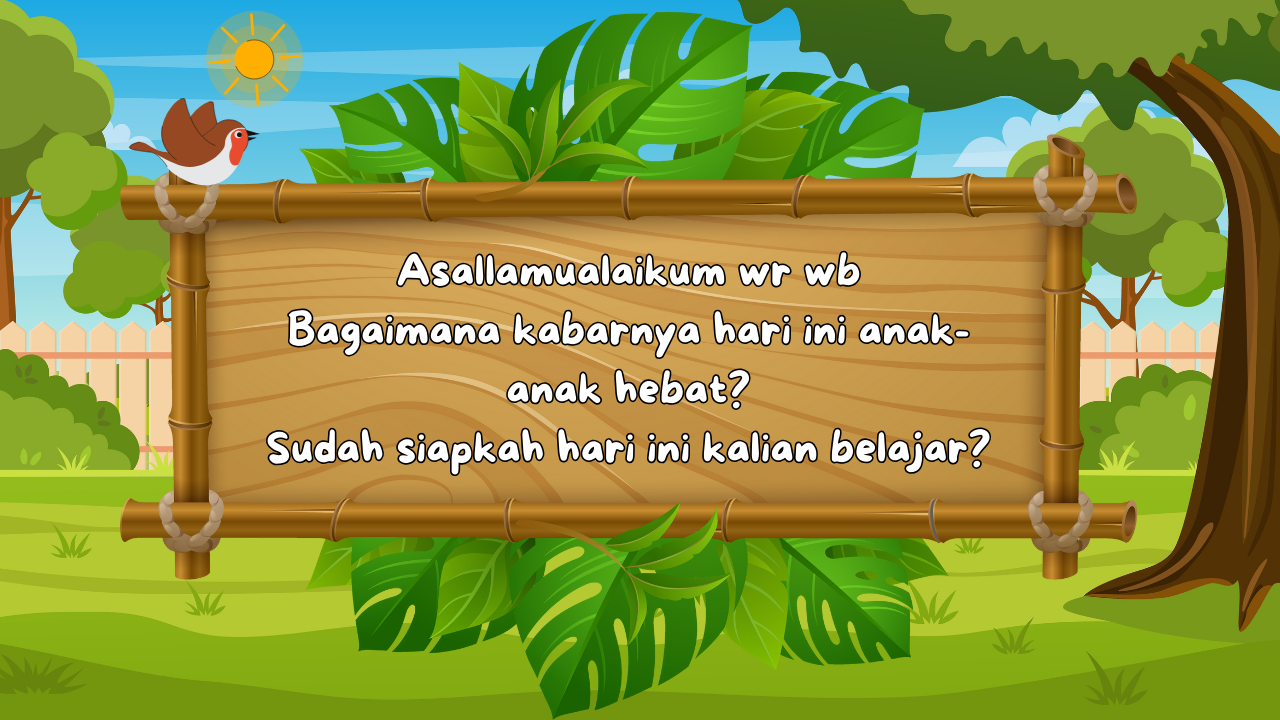 Asallamualaikum wr wb
Bagaimana kabarnya hari ini anak-
anak hebat?
Sudah siapkah hari ini kalian belajar?